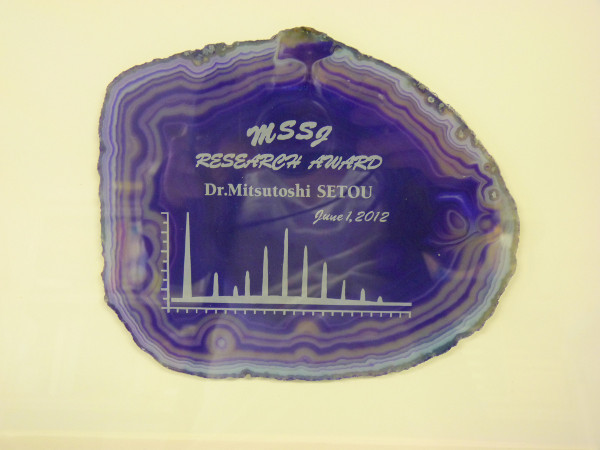 MSSJ
RESEARCH AWARD
Dr.Mitsutoshi SETOU
June 1, 2012